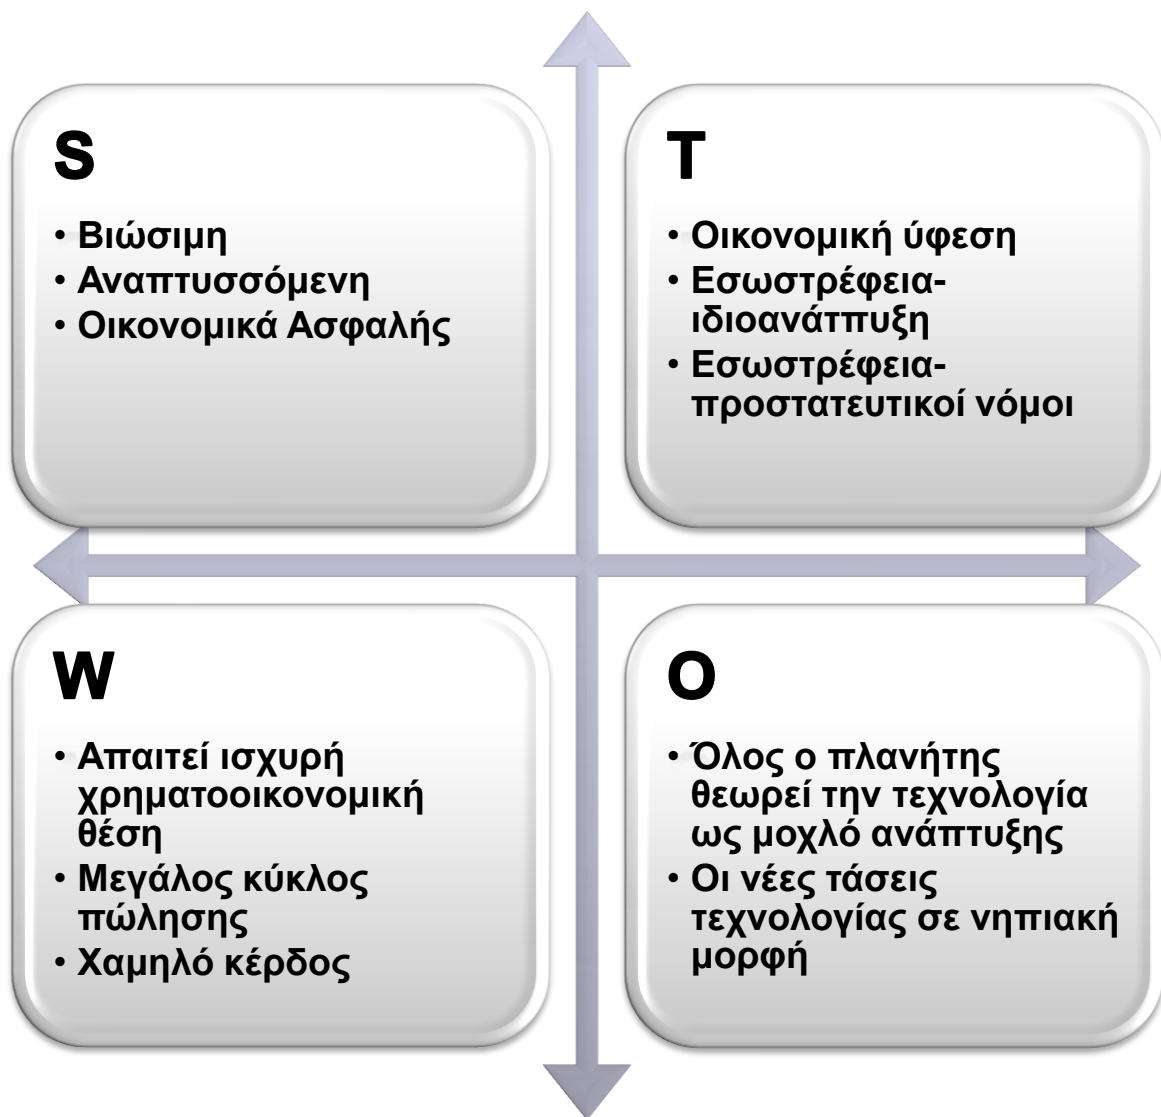 S
• Βιώσιμη
• Αναπτυσσόμενη
• Οικονομικά Ασφαλής
T
• Οικονομική ύφεση
• Εσωστρέφεια-
ιδιοανάτπυξη
• Εσωστρέφεια-
προστατευτικοί νόμοι
W
• Απαιτεί ισχυρή
χρηματοοικονομική
θέση
• Μεγάλος κύκλος
πώλησης
• Χαμηλό κέρδος
O
• Όλος ο πλανήτης
θεωρεί την τεχνολογία
ως μοχλό ανάπτυξης
• Οι νέες τάσεις
τεχνολογίας σε νηπιακή
μορφή